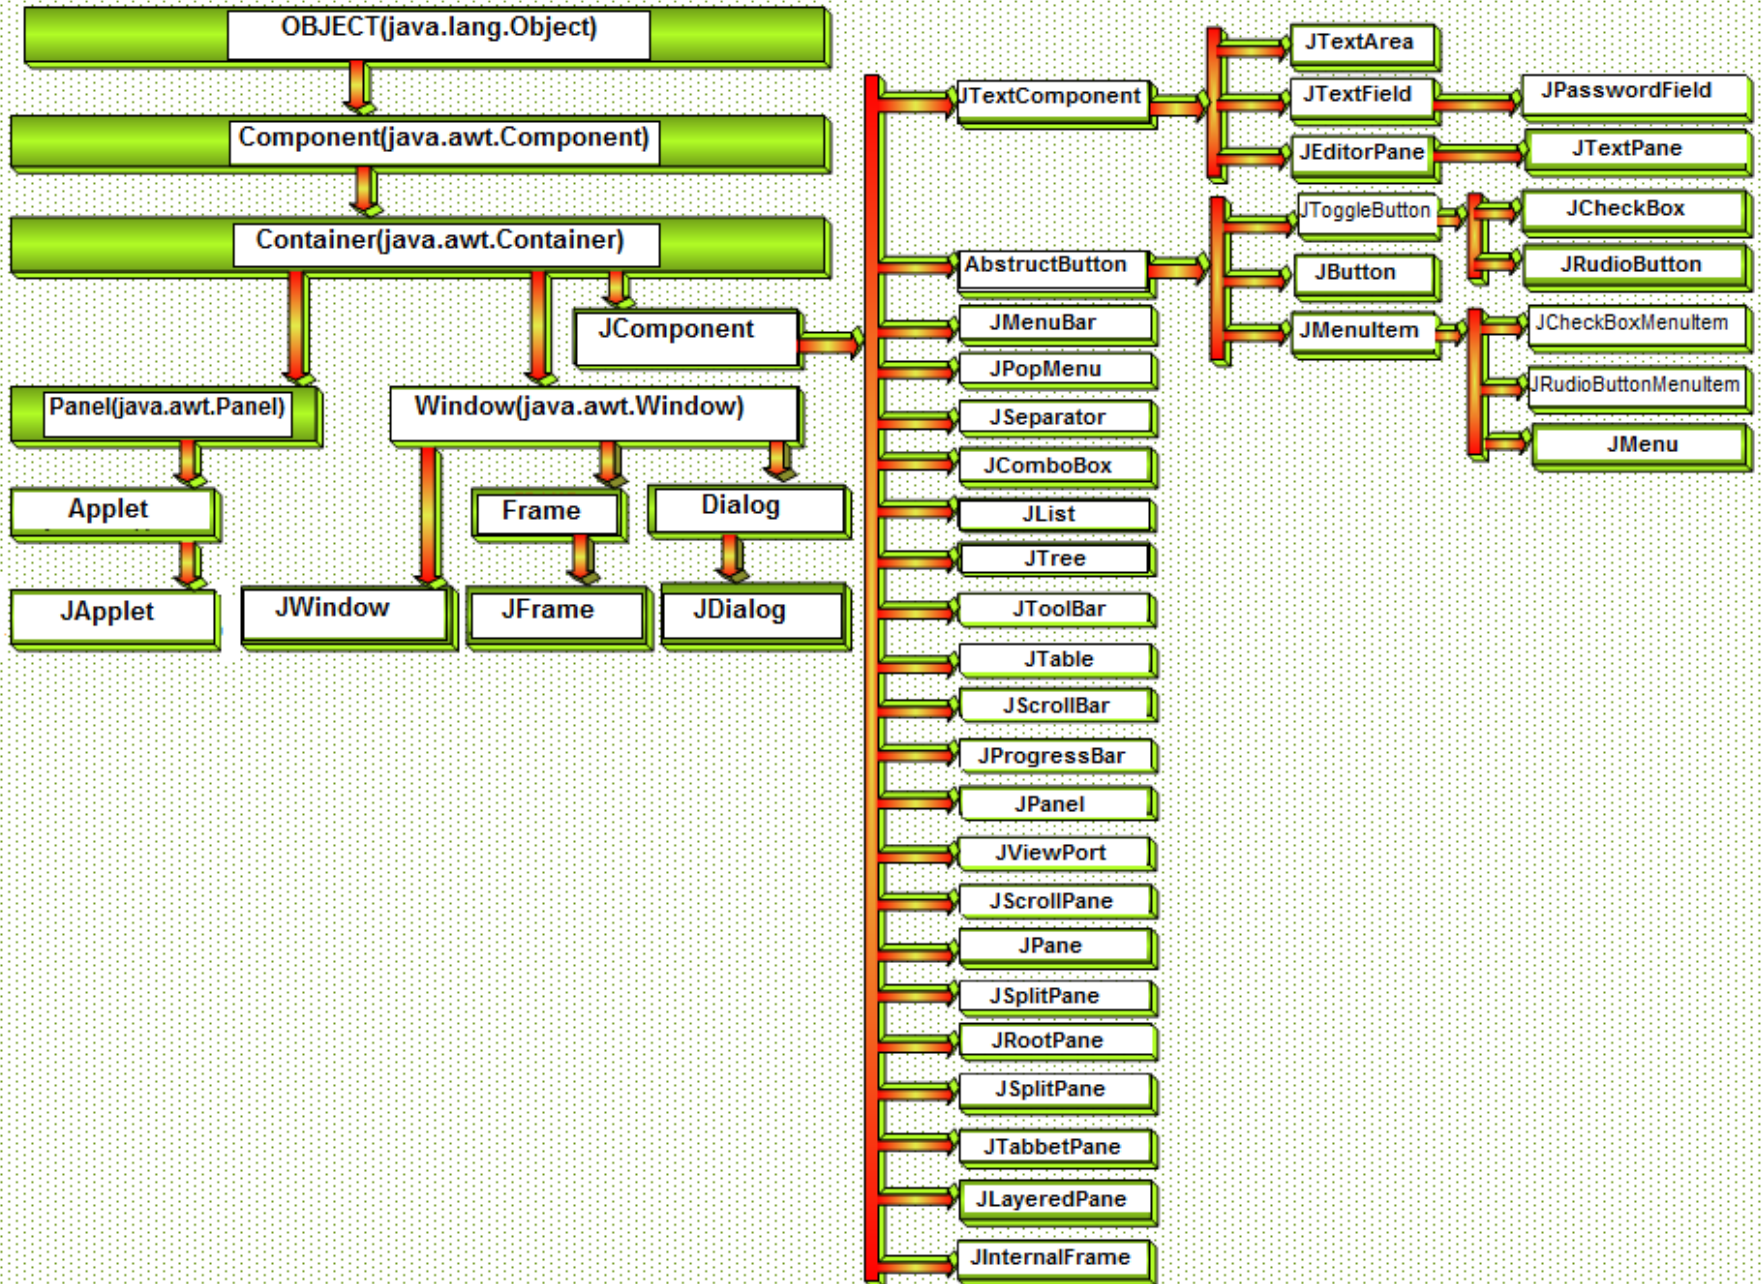 OBJECT(java.lang.Object)
Component(java.awt.Component)
Container(java.awt.Container)
JComponent
Panel(java.awt.Panel)
Window(java.awt.Window)
Applet
Frame
Dialog
JApplet
JWindow
JFrame
JDialog
JTextComponent
AbstructButton
JMenuBar
JPopMenu
JSeparator
JComboBox
JList
JTree
JToolBar
JTable
JScrollBar
JProgressBar
JPanel
JViewPort
JScrollPane
JPane
JSplitPane
JRootPane
JSplitPane
JTabbetPane
JLayeredPane
JInternalFrame
JTextArea
JTextField
JEditorPane
JPasswordField
JTextPane
JToggleButton
JButton
JMenuItem
JCheckBox
JRudioButton
JCheckBoxMenuItem
JRudioButtonMenuItem
JMenu